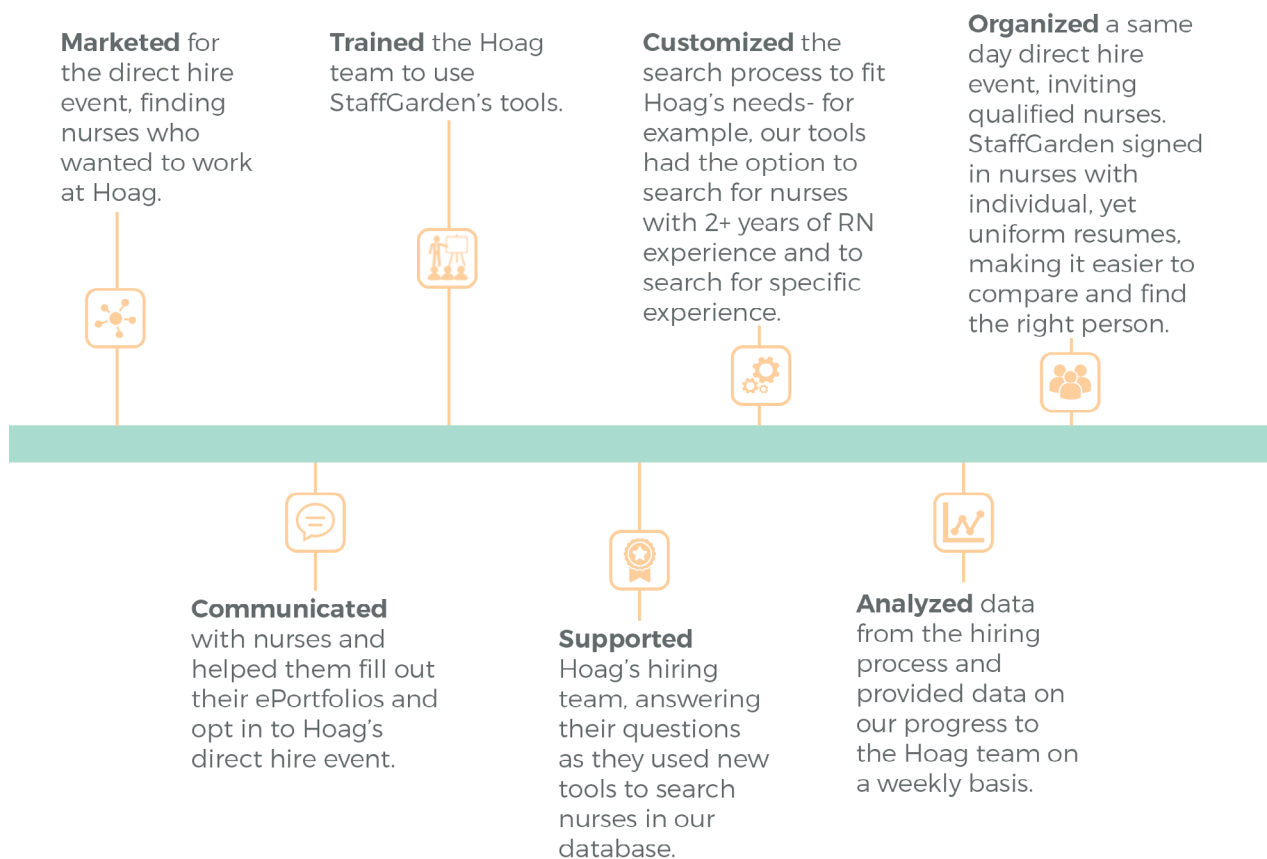 Marketed for
the direct hire
event, finding
nurses who
wanted to work
at Hoag.
Trained the Hoag
team to use
StaffGarden’s tools.
Customized the
search process to fit
Hoag’s needs- for
example, our tools
had the option to
search for nurses
with 2+ years of RN
experience and to
search for specific
experience.
Organized a same
day direct hire
event, inviting
qualified nurses.
StaffGarden signed
in nurses with
individual, yet
uniform resumes,
making it easier to
compare and find
the right person.
Communicated
with nurses and
helped them fill out
their ePortfolios and
opt in to Hoag’s
direct hire event.
Supported
Hoag’s hiring
team, answering
their questions
as they used new
tools to search
nurses in our
database.
Analyzed data
from the hiring
process and
provided data on
our progress to
the Hoag team on
a weekly basis.